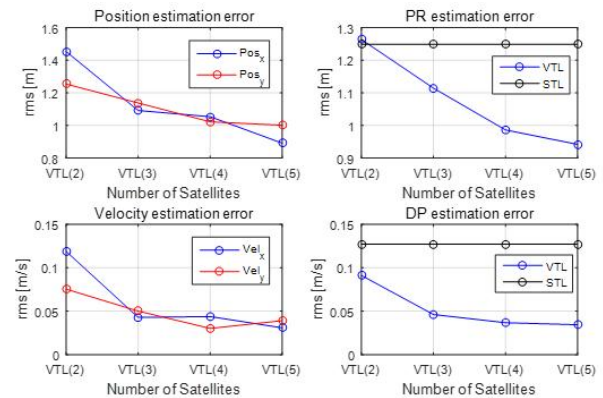 Position estimation error
rms [m]
1.6
1.4
1.2
1
0.8
Pos_x
Pos_y
VTL(2) VTL(3) VTL(4) VTL(5)
Number of Satellites
PR estimation error
rms [m]
1.3
1.2
1.1
1
0.9
VTL
STL
VTL(2) VTL(3) VTL(4) VTL(5)
Number of Satellites
Velocity estimation error
rms [m/s]
0.15
0.1
0.05
0
Vel_x
Vel_y
VTL(2) VTL(3) VTL(4) VTL(5)
Number of Satellites
DP estimation error
rms [m/s]
0.15
0.1
0.05
0
VTL
STL
VTL(2) VTL(3) VTL(4) VTL(5)
Number of Satellites